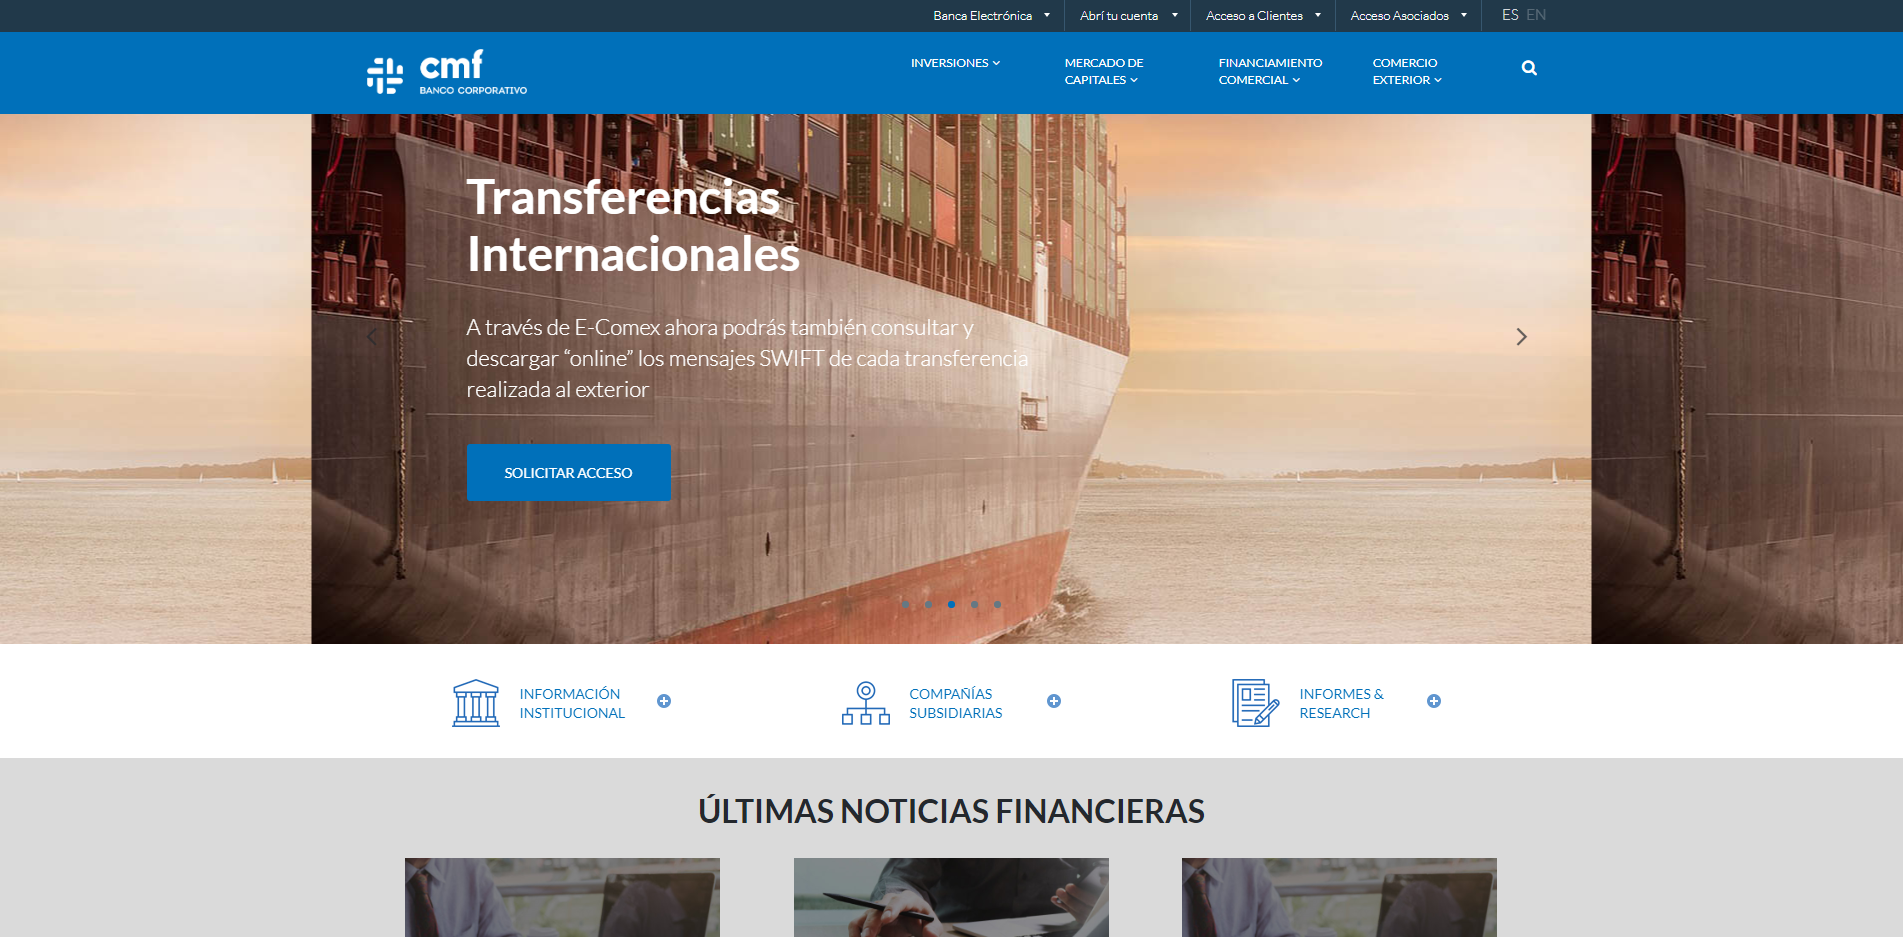 Banca Electrónica
Abrí tu cuenta
Acceso a Clientes
Acceso Asociados
ES EN
cmf
BANCO CORPORATIVO
INVERSIONES
MERCADO DE
CAPITALES
FINANCIAMIENTO
COMERCIAL
COMERCIO
EXTERIOR
Transferencias
Internacionales
A través de E-Comex ahora podrás también consultar y
descargar “online” los mensajes SWIFT de cada transferencia
realizada al exterior
SOLICITAR ACCESO
INFORMACIÓN
INSTITUCIONAL
COMPAÑÍAS
SUBSIDIARIAS
INFORMES &
RESEARCH
ÚLTIMAS NOTICIAS FINANCIERAS